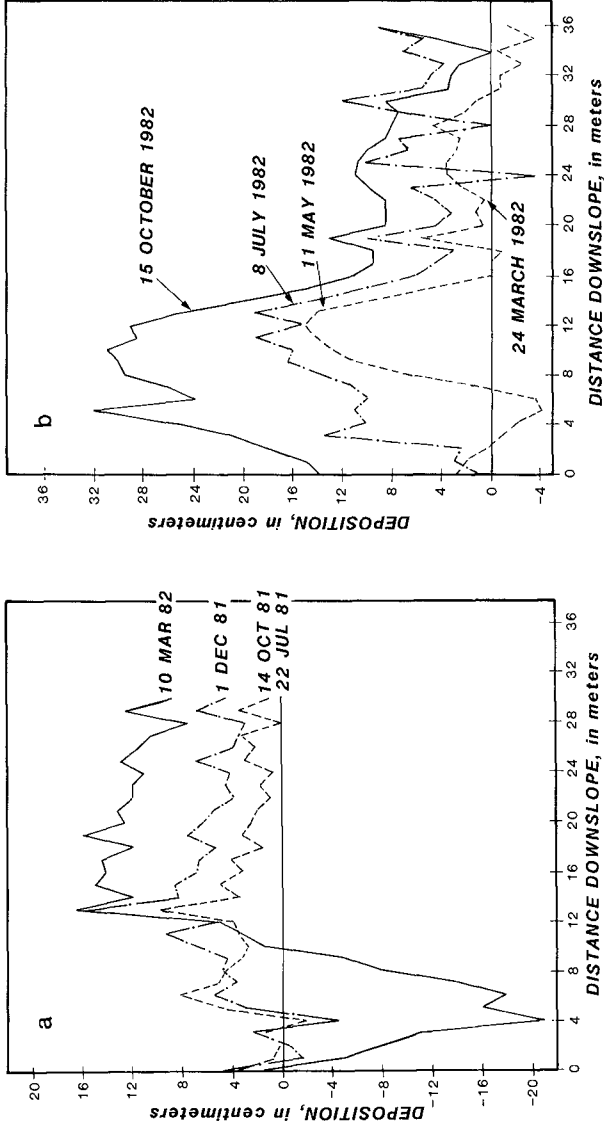 a
10 MAR 82
1 DEC 81
14 OCT 81
22 JUL 81
20
16
12
8
4
0
-4
-8
-12
-16
-20
DEPOSITION, in centimeters
0 4 8 12 16 20 24 28 32 36
DISTANCE DOWNSLOPE, in meters
b
15 OCTOBER 1982
8 JULY 1982
11 MAY 1982
24 MARCH 1982
36
32
28
24
20
16
12
8
4
0
-4
DEPOSITION, in centimeters
0 4 8 12 16 20 24 28 32 36
DISTANCE DOWNSLOPE, in meters